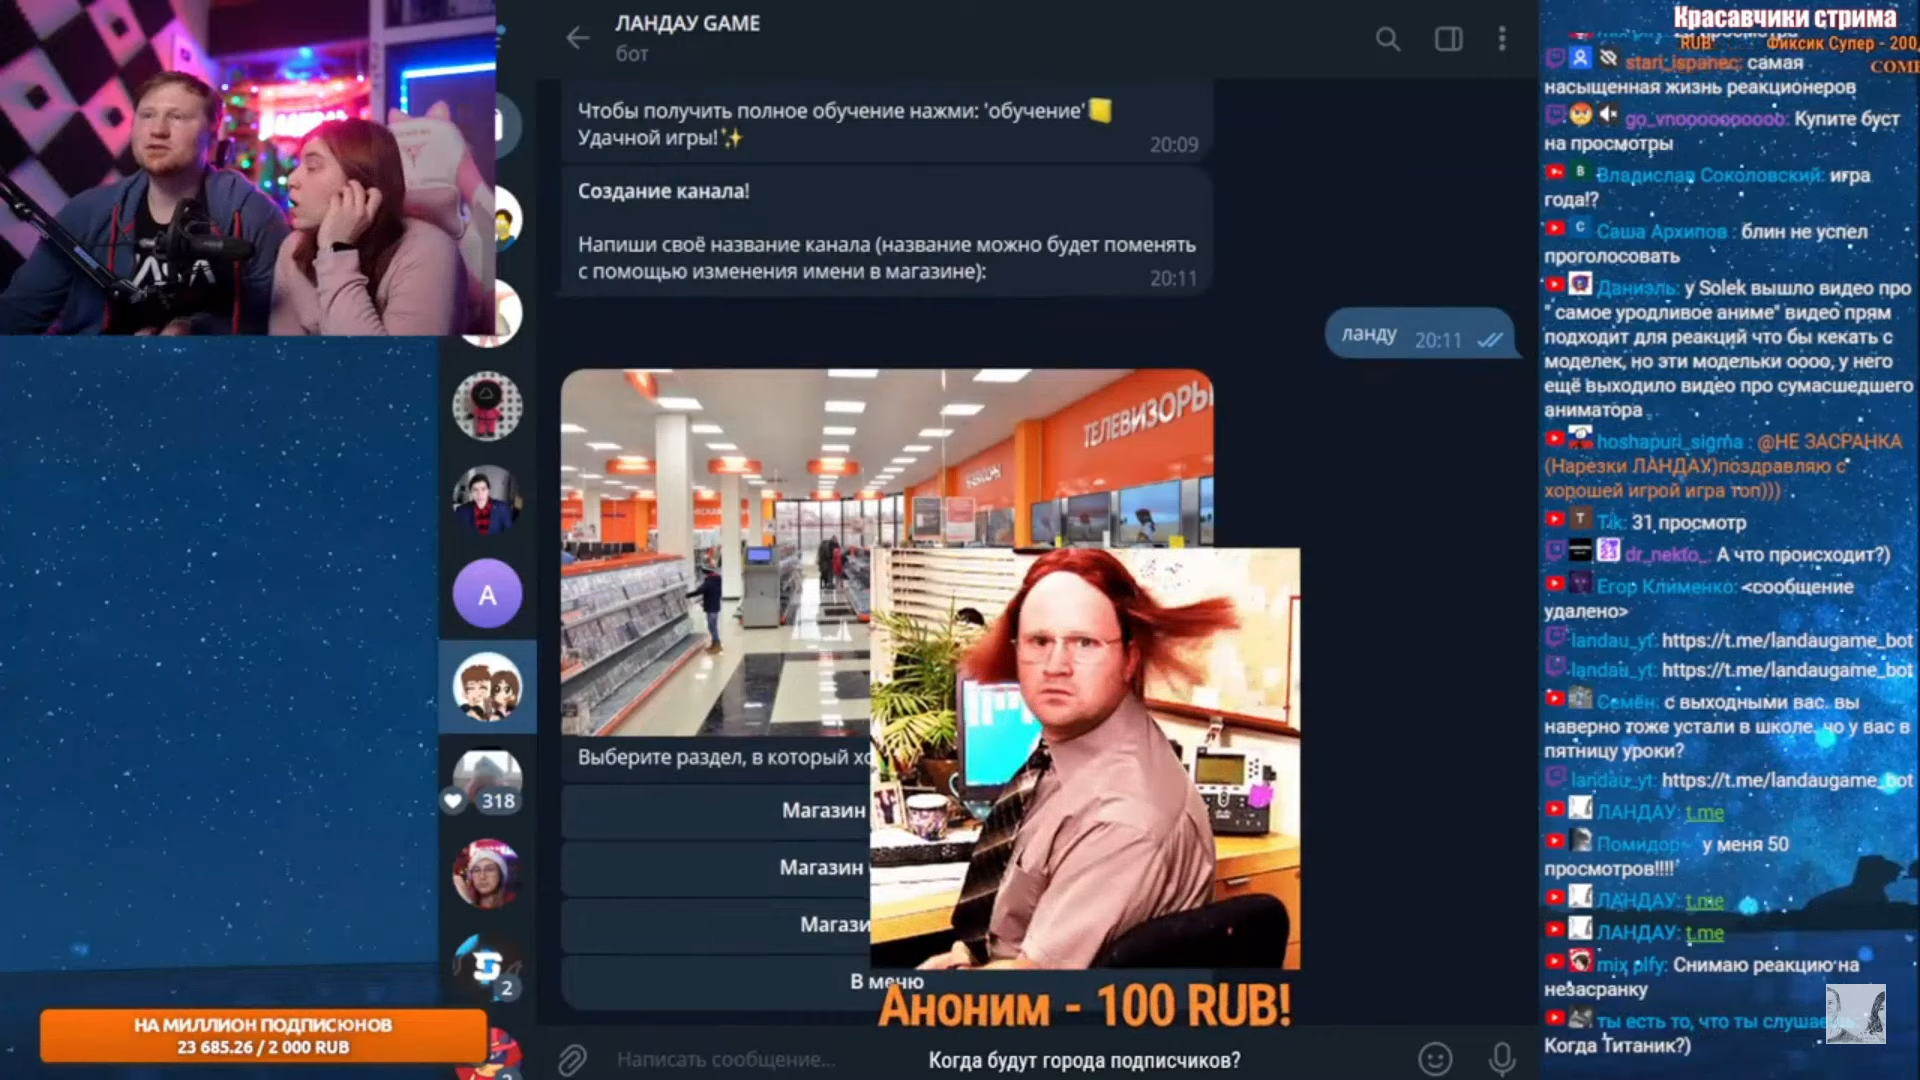 ЛАНДАУ GAME
бот
Чтобы получить полное обучение нажми: 'обучение'
Удачной игры!✨
20:09
Создание канала!
Напиши своё название канала (название можно будет поменять
с помощью изменения имени в магазине):
20:11
ланду 20:11
ТЕЛЕВИЗОРЫ
Выберите раздел, в который
Магазин
Магазин
В меню
318
A
2
Аноним - 100 RUB!
Когда будут города подписчиков?
Написать сообщение...
НА МИЛЛИОН ПОДПИСЮНОВ
23 685.26 / 2 000 RUB
Красавчики стрима
RUB Фиксик Супер - 200
stari_ispanec: самая
насыщенная жизнь реакционеров
Купите буст
на просмотры
Владислав Соколовский: игра
года!?
Саша Архипов : блин не успел
проголосовать
Даниэль: у Solek вышло видео про
" самое уродливое аниме" видео прям
подходит для реакций что бы кекать с
моделек, но эти модельки оооо, у него
ещё выходило видео про сумасшедшего
аниматора
hoshapuri_sigma : @НЕ ЗАСРАНКА
(Нарезки ЛАНДАУ)поздравляю с
хорошей игрой игра топ)))
Tik: 31 просмотр
dr_nekto_: А что происходит?)
Егор Клименко: <сообщение
удалено>
landau_yt: https://t.me/landaugame_bot
landau_yt: https://t.me/landaugame_bot
Семён: с выходными вас. вы
наверно тоже устали в школе. но у вас в
пятницу уроки?
landau_yt: https://t.me/landaugame_bot
ЛАНДАУ: t.me
Помидор~ у меня 50
просмотров!!!!
ЛАНДАУ: t.me
ЛАНДАУ: t.me
mix plfy: Снимаю реакцию на
незасранку
ты есть то, что ты слушаешь:
Когда Титаник?)